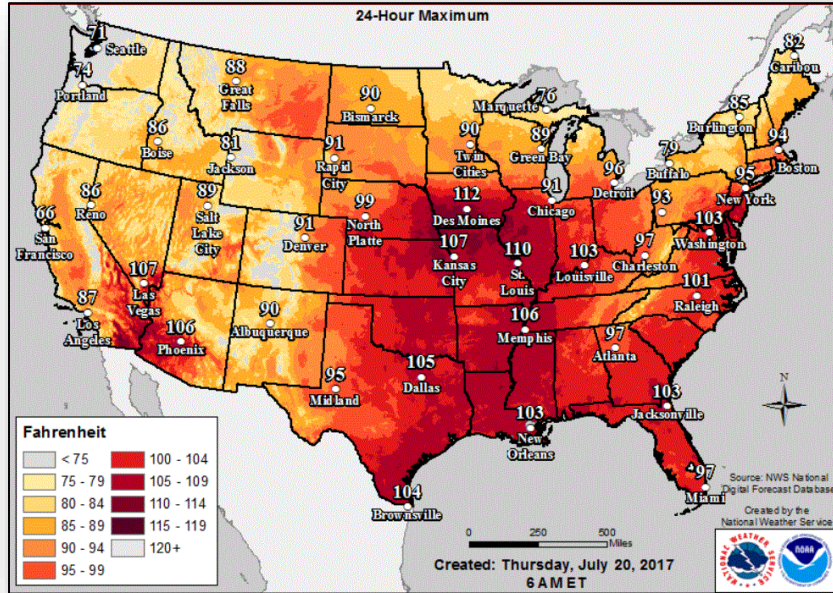 24-Hour Maximum
71
Seattle
74
Portland
88
Great
Falls
90
Bismarck
76
Marquette
82
Caribou
85
Burlington
86
Boise
81
Jackson
91
Rapid
City
90
Twin
Cities
89
Green Bay
79
Buffalo
94
Boston
96
Detroit
95
New York
86
Reno
89
Salt
Lake
City
99
North
Platte
112
Des Moines
91
Chicago
93
66
San
Francisco
91
Denver
107
Kansas
City
110
St.
Louis
103
Louisville
97
Charleston
103
Washington
107
Las
Vegas
101
Raleigh
87
Los
Angeles
106
Phoenix
90
Albuquerque
106
Memphis
97
Atlanta
95
Midland
105
Dallas
103
Jacksonville
103
New
Orleans
97
Miami
104
Brownsville
N
Fahrenheit
< 75
75 - 79
80 - 84
85 - 89
90 - 94
95 - 99
100 - 104
105 - 109
110 - 114
115 - 119
120+
0 250 500
Miles
Created: Thursday, July 20, 2017
6 AM ET
Source: NWS National
Digital Forecast Database
Created by the
National Weather Service
NATIONAL WEATHER SERVICE
NOAA